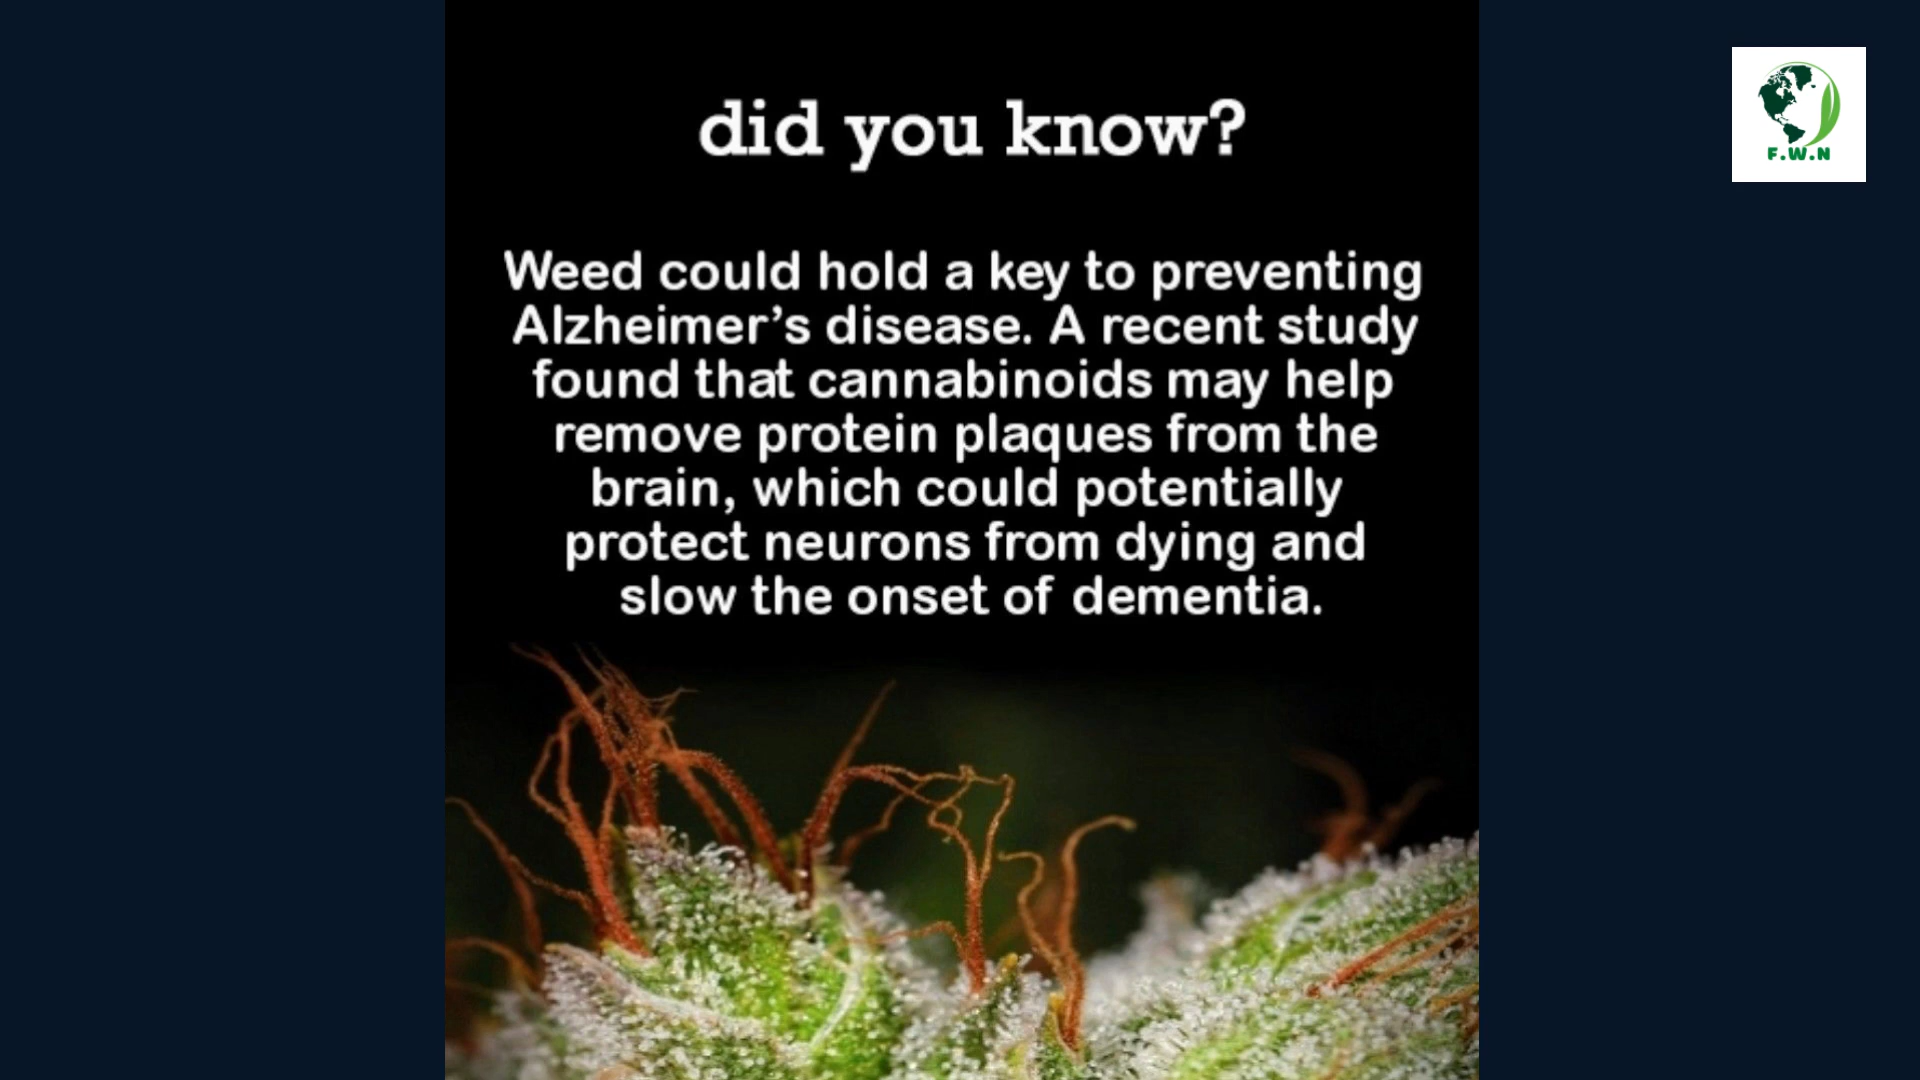 did you know?
Weed could hold a key to preventing
Alzheimer’s disease. A recent study
found that cannabinoids may help
remove protein plaques from the
brain, which could potentially
protect neurons from dying and
slow the onset of dementia.
F.W.N